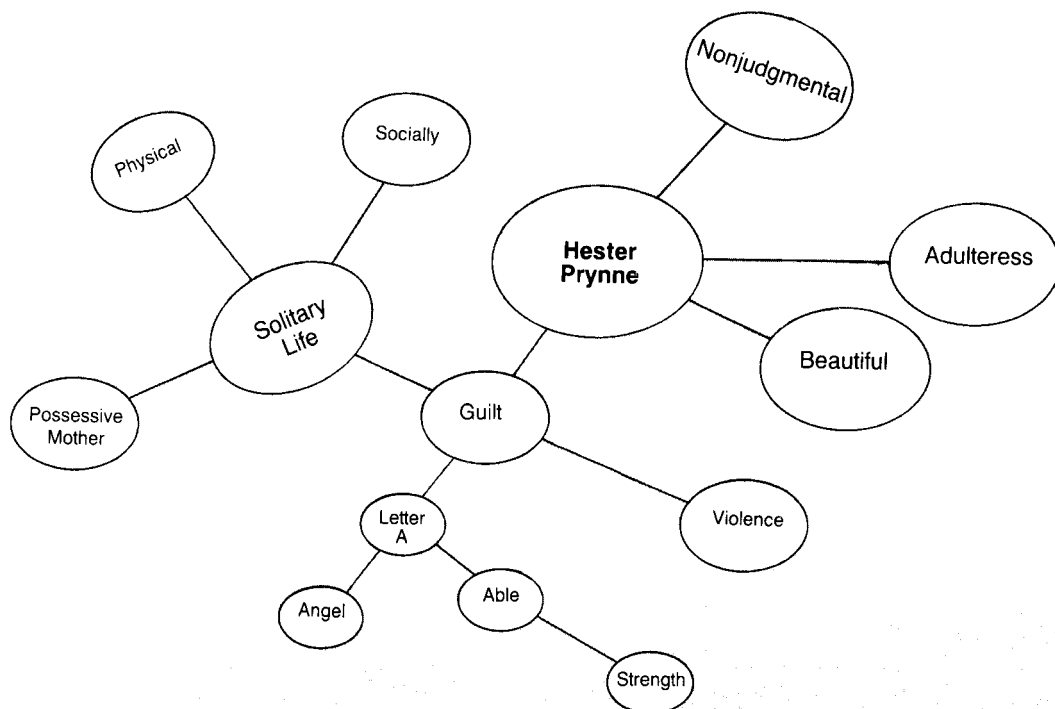 Nonjudgmental
Socially
Physical
Hester
Prynne
Adulteress
Solitary
Life
Beautiful
Guilt
Possessive
Mother
Letter
A
Violence
Able
Angel
Strength